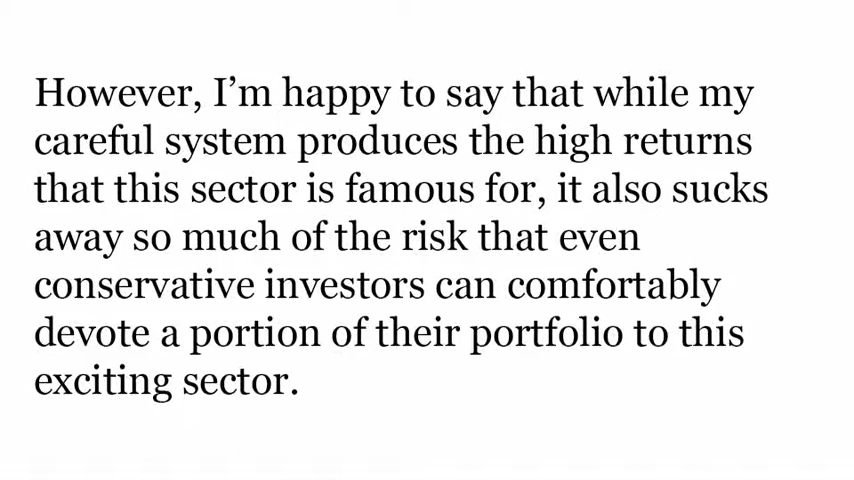 However, I’m happy to say that while my
careful system produces the high returns
that this sector is famous for, it also sucks
away so much of the risk that even
conservative investors can comfortably
devote a portion of their portfolio to this
exciting sector.